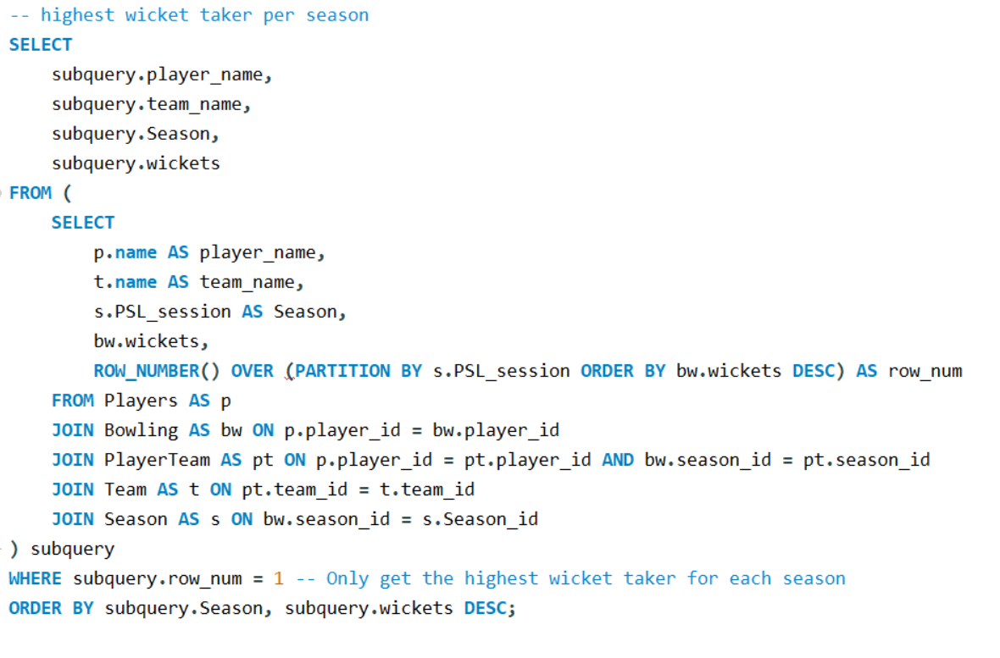 -- highest wicket taker per season
SELECT
    subquery.player_name,
    subquery.team_name,
    subquery.Season,
    subquery.wickets
FROM (
    SELECT
        p.name AS player_name,
        t.name AS team_name,
        s.PSL_session AS Season,
        bw.wickets,
        ROW_NUMBER() OVER (PARTITION BY s.PSL_session ORDER BY bw.wickets DESC) AS row_num
    FROM Players AS p
    JOIN Bowling AS bw ON p.player_id = bw.player_id
    JOIN PlayerTeam AS pt ON p.player_id = pt.player_id AND bw.season_id = pt.season_id
    JOIN Team AS t ON pt.team_id = t.team_id
    JOIN Season AS s ON bw.season_id = s.Season_id
) subquery
WHERE subquery.row_num = 1 -- Only get the highest wicket taker for each season
ORDER BY subquery.Season, subquery.wickets DESC;